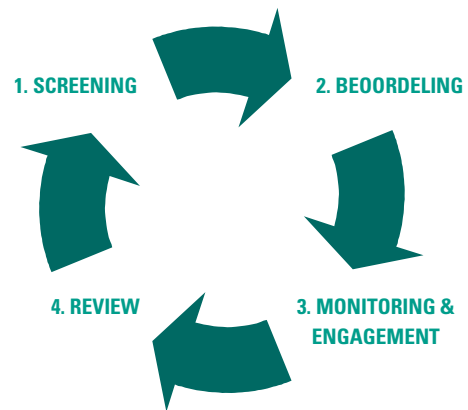 1. SCREENING
2. BEOORDELING
3. MONITORING &
ENGAGEMENT
4. REVIEW